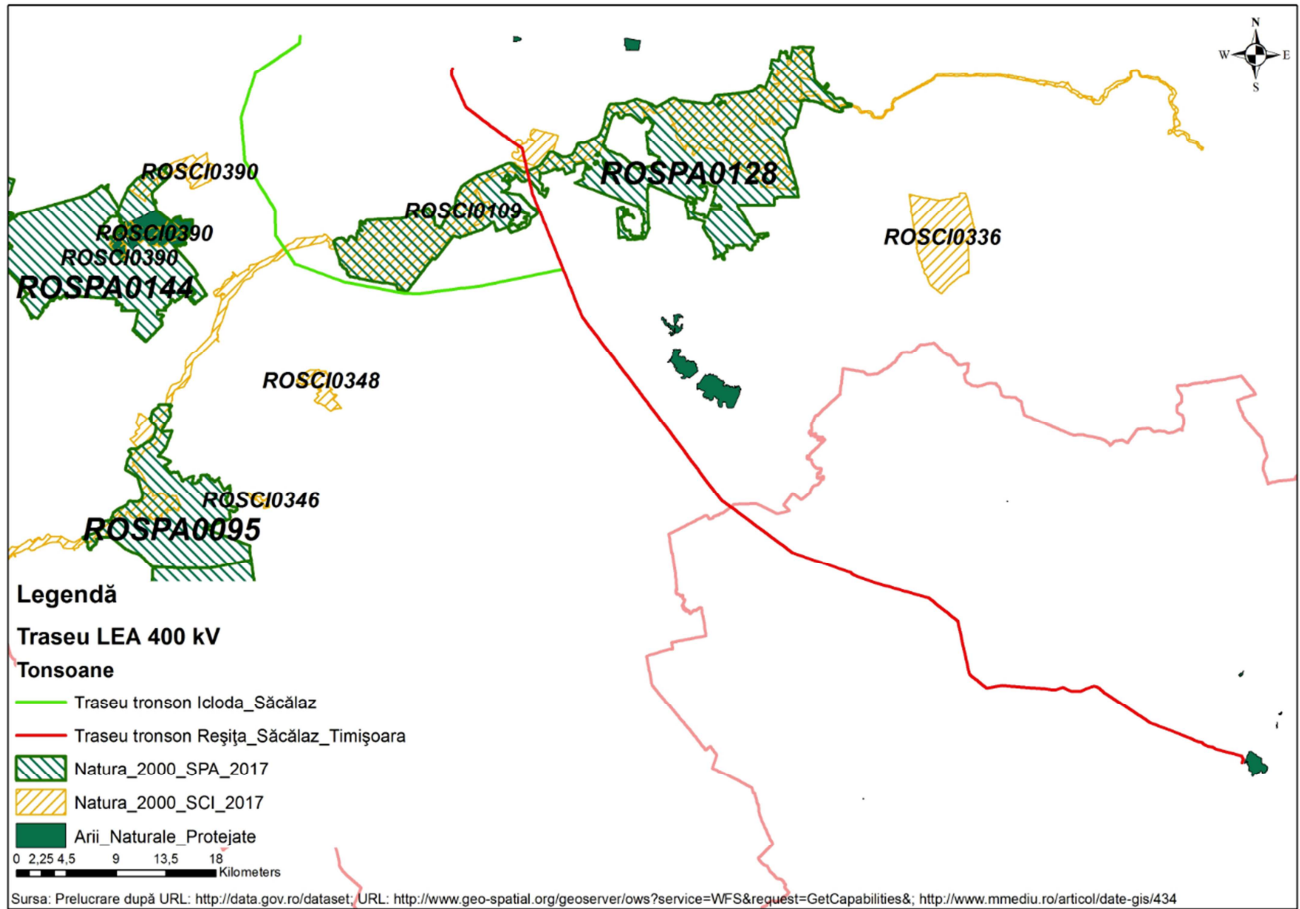 N
W E
S
ROSCI0390
ROSPA0128
ROSCI0109
ROSCI0390
ROSCI0336
ROSCI0390
ROSPA0144
ROSCI0348
ROSCI0346
ROSPA0095
Legendă
Traseu LEA 400 kV
Tonsoane
Traseu tronson Icloda_Săcălaz
Traseu tronson Reşiţa_Săcălaz_Timişoara
Natura_2000_SPA_2017
Natura_2000_SCI_2017
Arii_Naturale_Protejate
0 2,25 4,5 9 13,5 18
Kilometers
Sursa: Prelucrare după URL: http://data.gov.ro/dataset; URL: http://www.geo-spatial.org/geoserver/ows?service=WFS&request=GetCapabilities&; http://www.mmediu.ro/articol/date-gis/434